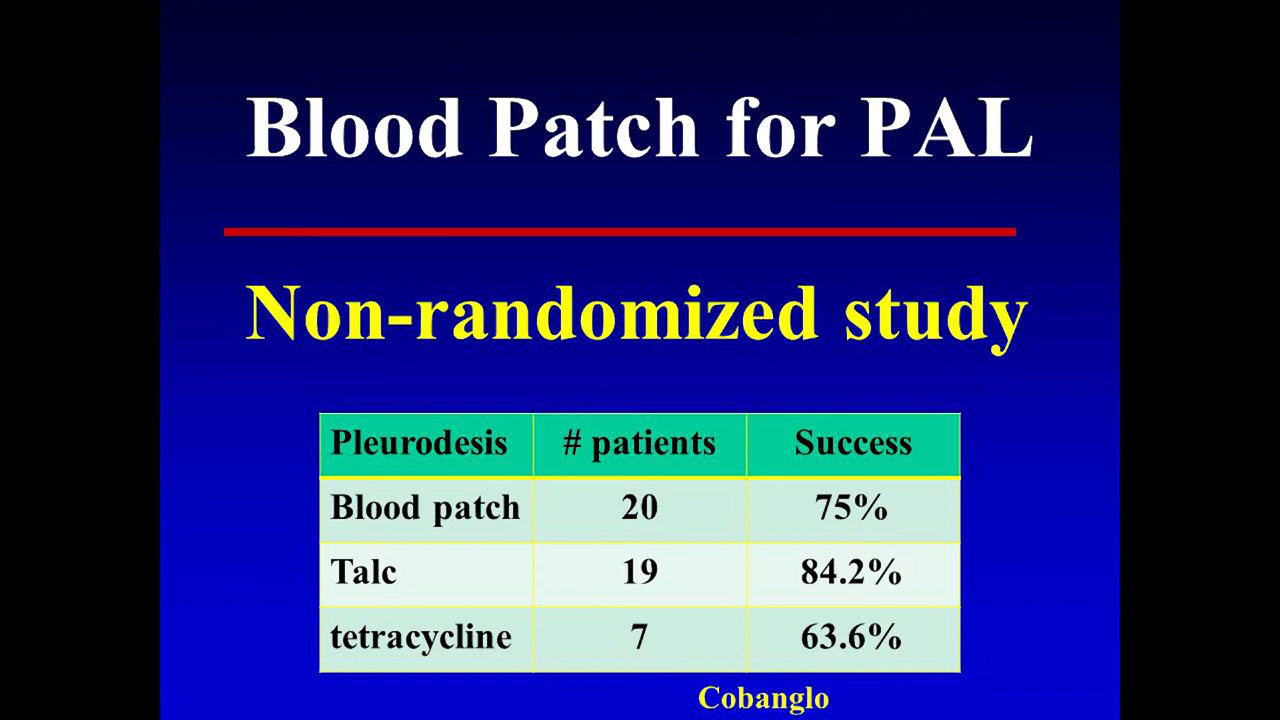 Blood Patch for PAL
Non-randomized study
Pleurodesis # patients Success
Blood patch 20 75%
Talc 19 84.2%
tetracycline 7 63.6%
Cobanglo